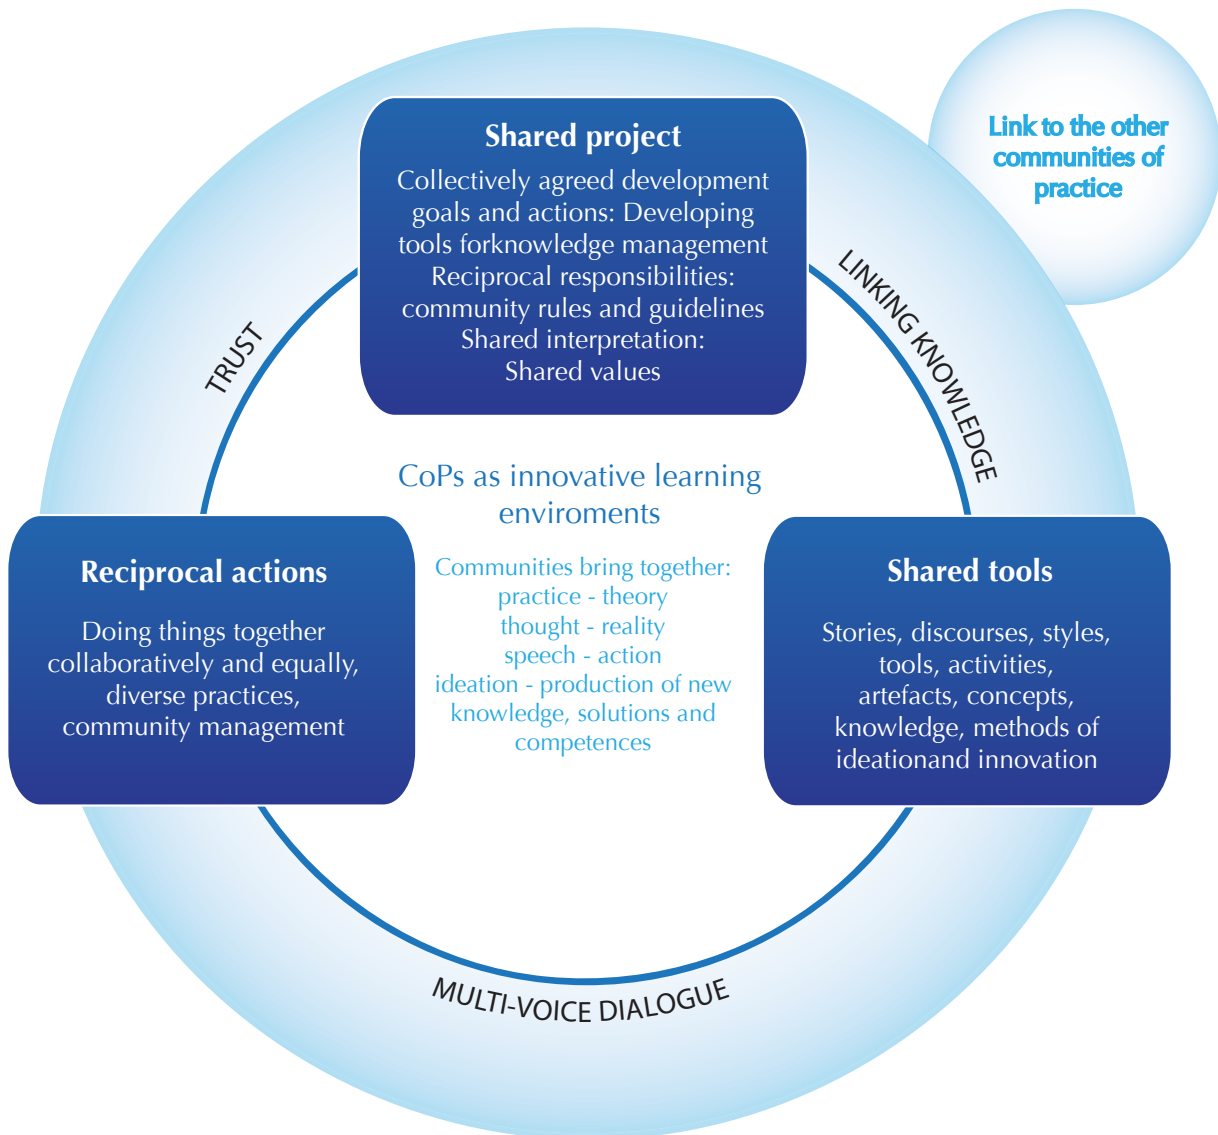 Link to the other
communities of
practice
Shared project
Collectively agreed development
goals and actions: Developing
tools forknowledge management
Reciprocal responsibilities:
community rules and guidelines
Shared interpretation:
Shared values
TRUST
LINKING KNOWLEDGE
CoPs as innovative learning
enviroments
Communities bring together:
practice - theory
thought - reality
speech - action
ideation - production of new
knowledge, solutions and
competences
Reciprocal actions
Doing things together
collaboratively and equally,
diverse practices,
community management
Shared tools
Stories, discourses, styles,
tools, activities,
artefacts, concepts,
knowledge, methods of
ideationand innovation
MULTI-VOICE DIALOGUE